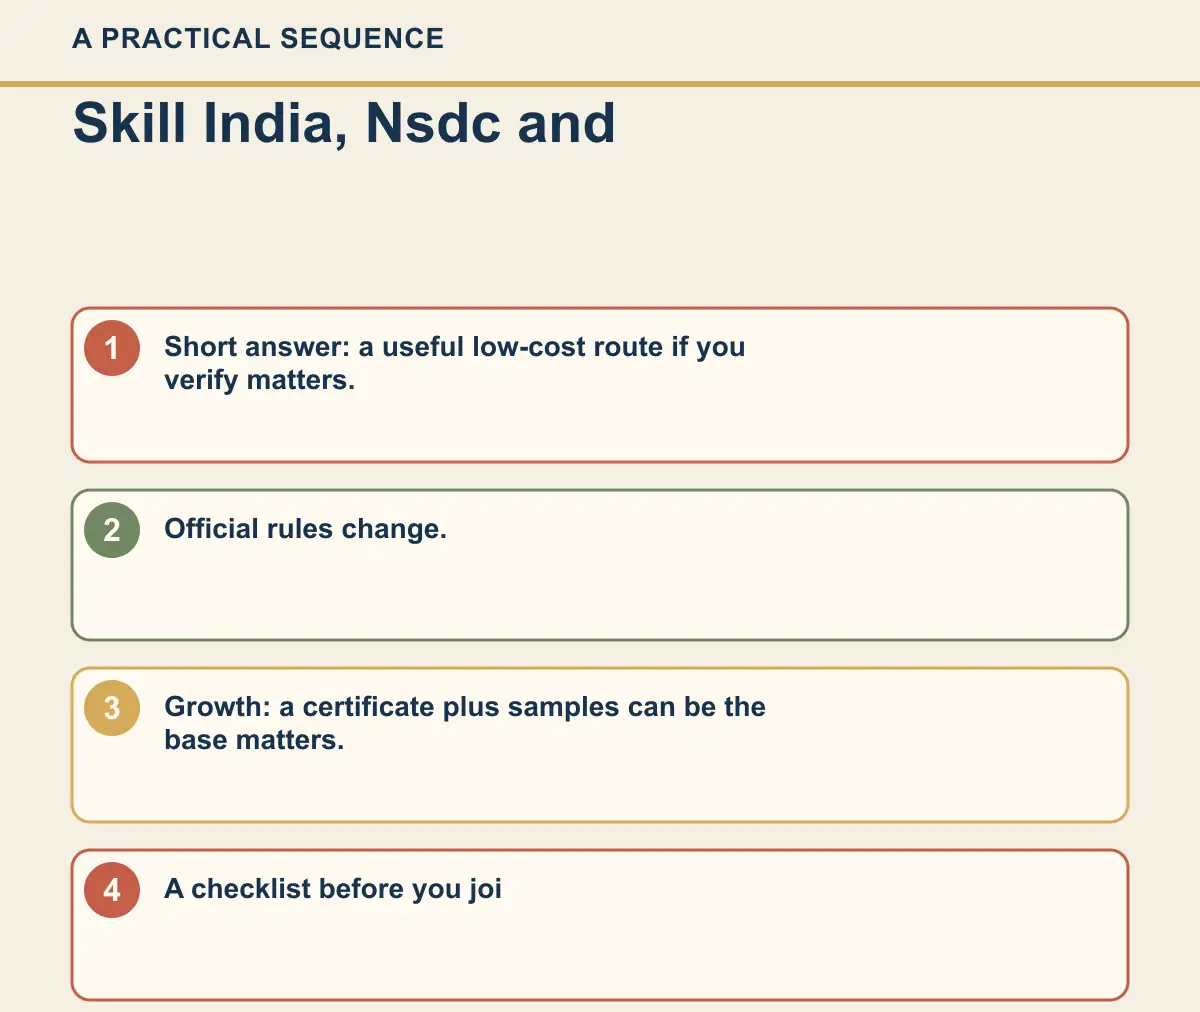 A PRACTICAL SEQUENCE
Skill India, Nsdc and
1
Short answer: a useful low-cost route if you
verify matters.
2
Official rules change.
3
Growth: a certificate plus samples can be the
base matters.
4
A checklist before you joi